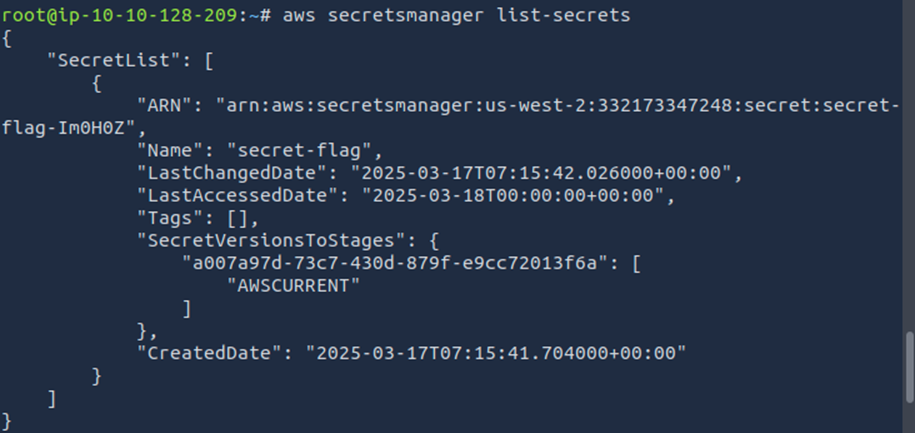 root@ip-10-10-128-209:~# aws secretsmanager list-secrets
{
    "SecretList": [
        {
            "ARN": "arn:aws:secretsmanager:us-west-2:332173347248:secret:secret-
flag-Im0H0Z",
            "Name": "secret-flag",
            "LastChangedDate": "2025-03-17T07:15:42.026000+00:00",
            "LastAccessedDate": "2025-03-18T00:00:00+00:00",
            "Tags": [],
            "SecretVersionsToStages": {
                "a007a97d-73c7-430d-879f-e9cc72013f6a": [
                    "AWSCURRENT"
                ]
            },
            "CreatedDate": "2025-03-17T07:15:41.704000+00:00"
        }
    ]
}